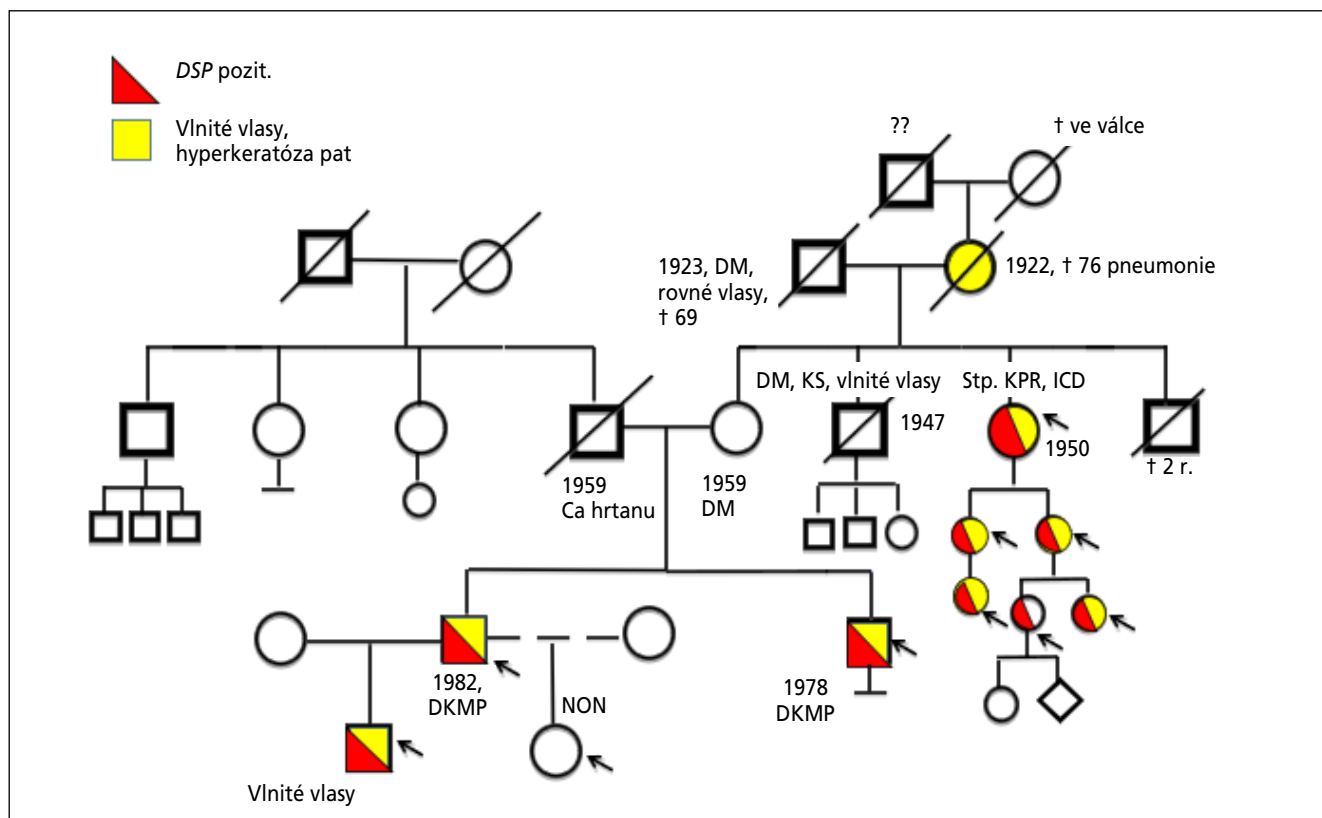 DSP pozit.
Vlnité vlasy,
hyperkeratóza pat
??
† ve válce
1923, DM,
rovné vlasy,
† 69
1922, † 76 pneumonie
DM, KS, vlnité vlasy
Stp. KPR, ICD
1947
1950
† 2 r.
1959
Ca hrtanu
1959
DM
1982,
DKMP
NON
1978
DKMP
Vlnité vlasy